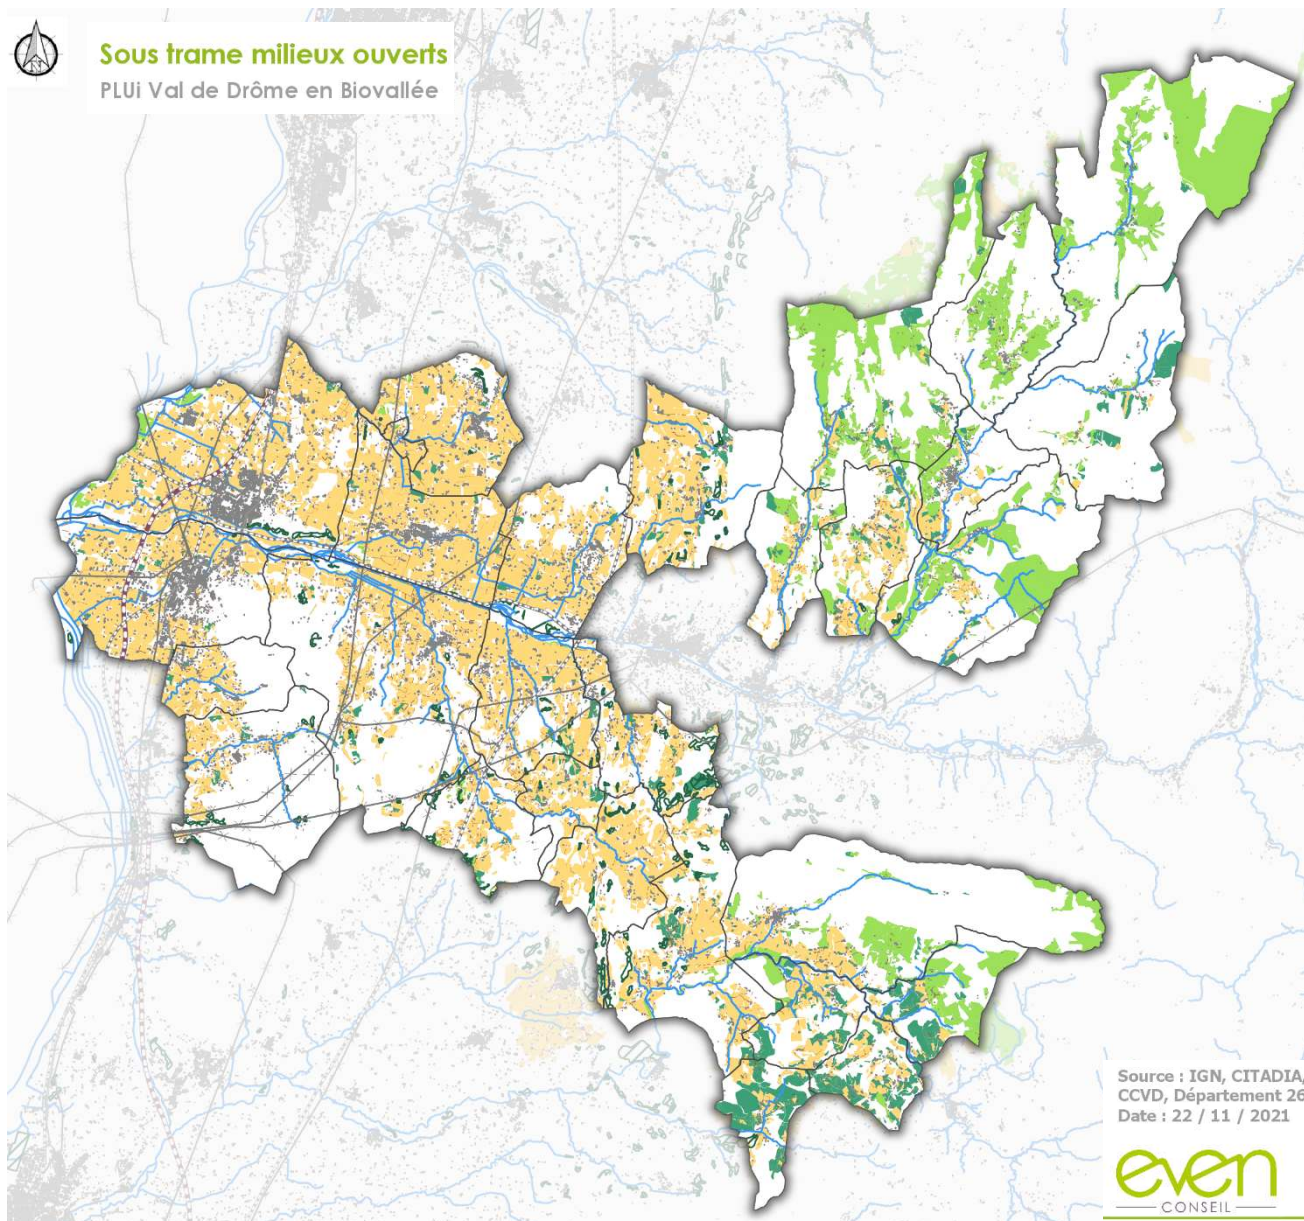 Sous trame milieux ouverts
PLUi Val de Drôme en Biovallée
Source : IGN, CITADIA,
CCVD, Département 26
Date : 22 / 11 / 2021
even
CONSEIL